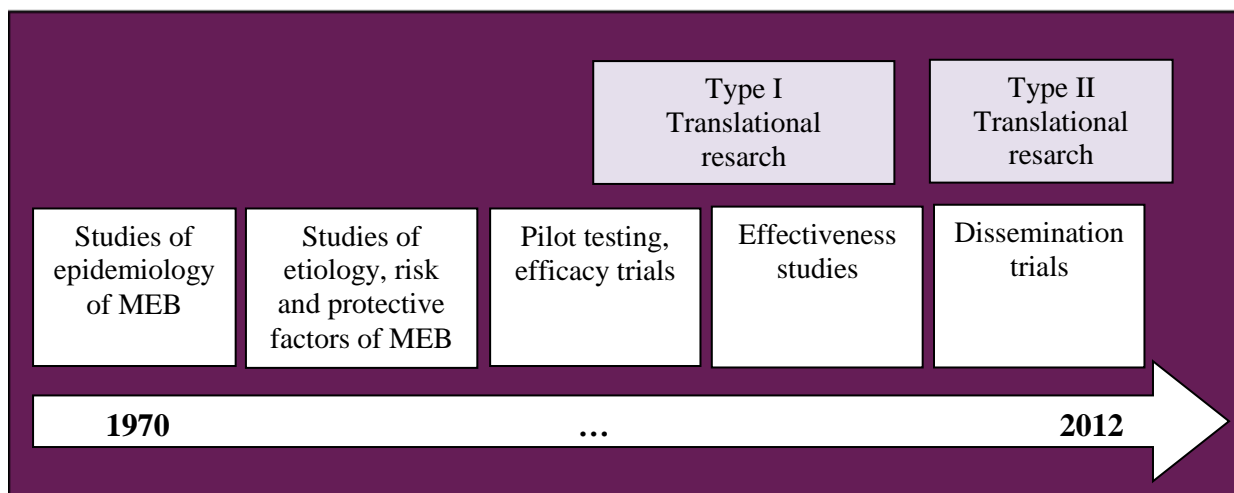 Type I
Translational
resarch
Type II
Translational
resarch
Studies of
epidemiology
of MEB
Studies of
etiology, risk
and protective
factors of MEB
Pilot testing,
efficacy trials
Effectiveness
studies
Dissemination
trials
1970
...
2012